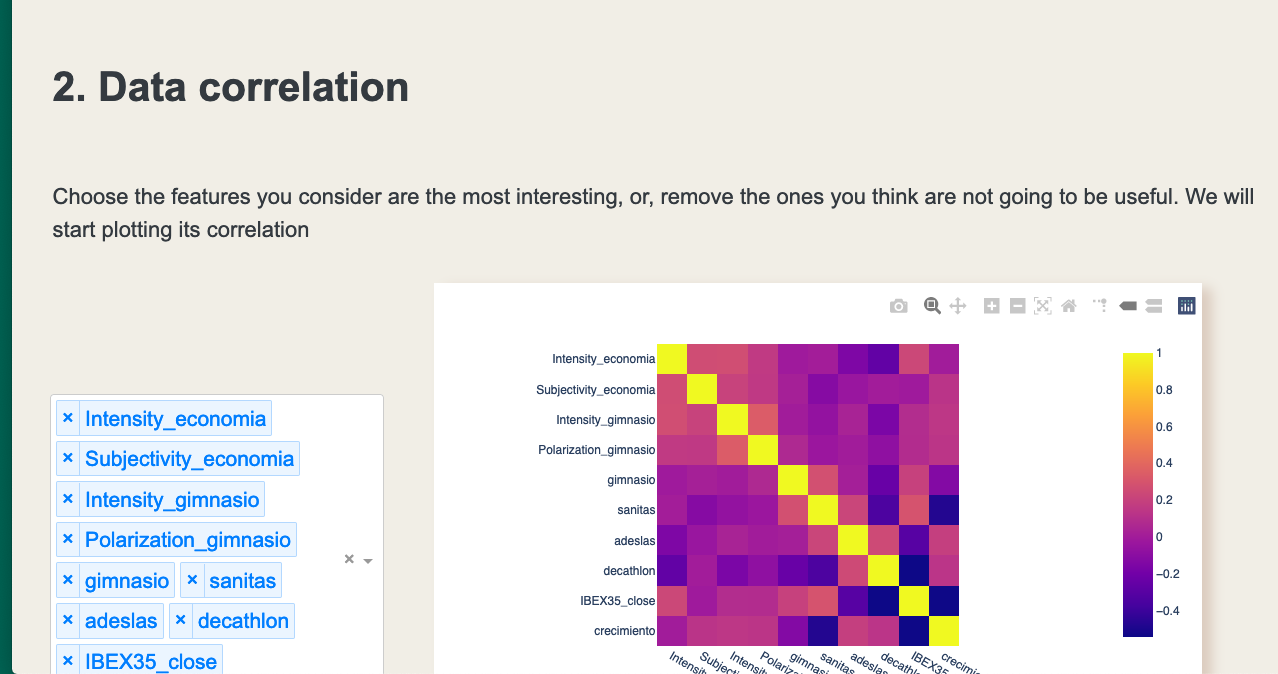 2. Data correlation
Choose the features you consider are the most interesting, or, remove the ones you think are not going to be useful. We will
start plotting its correlation
× Intensity_economia
× Subjectivity_economia
× Intensity_gimnasio
× Polarization_gimnasio
× gimnasio × sanitas
× adeslas × decathlon
× IBEX35_close
×
Intensity_economia
Subjectivity_economia
Intensity_gimnasio
Polarization_gimnasio
gimnasio
sanitas
adeslas
decathlon
IBEX35_close
crecimiento
1
0.8
0.6
0.4
0.2
0
−0.2
−0.4
Intensit
Subject
Intensit
Polariza
gimnasi
sanitas
adeslas
decathl
IBEX35
crecimi